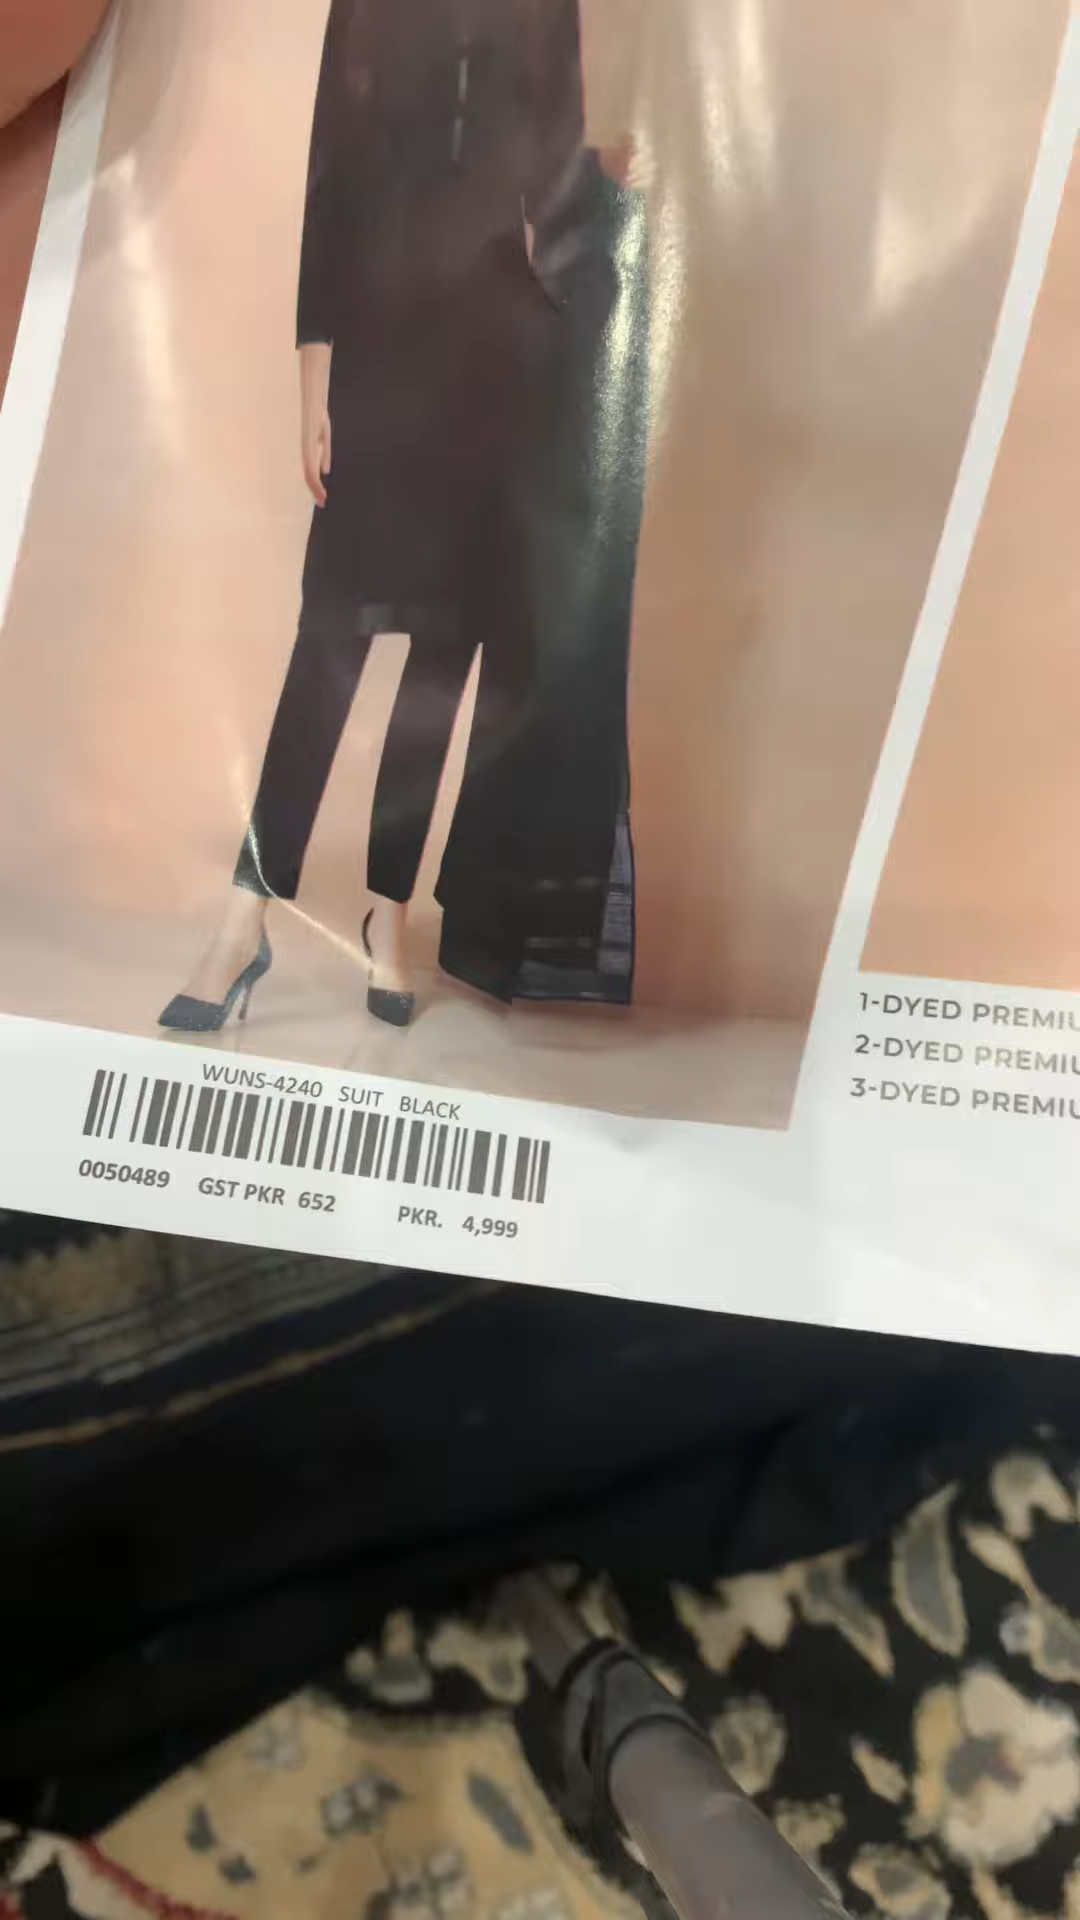 WUNS-4240 SUIT BLACK
0050489 GST PKR 652 PKR. 4,999
1-DYED
2-DYED
3-DYED